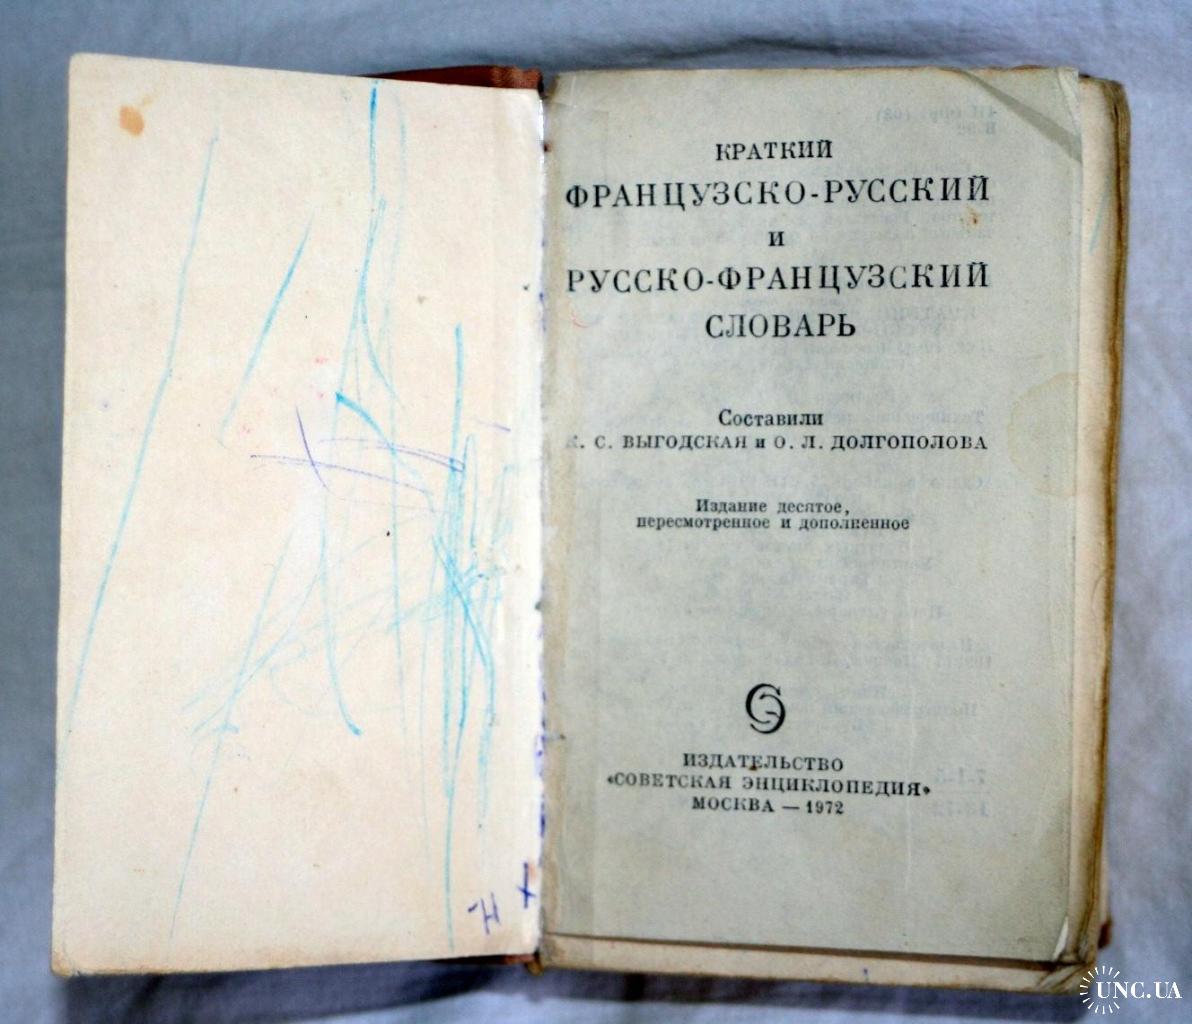 КРАТКИЙ
ФРАНЦУЗСКО-РУССКИЙ
И
РУССКО-ФРАНЦУЗСКИЙ
СЛОВАРЬ
Составили
К. С. ВЫГОДСКАЯ и О. Л. ДОЛГОПОЛОВА
Издание десятое,
пересмотренное и дополненное
ИЗДАТЕЛЬСТВО
«СОВЕТСКАЯ ЭНЦИКЛОПЕДИЯ»
МОСКВА — 1972
UNC.UA